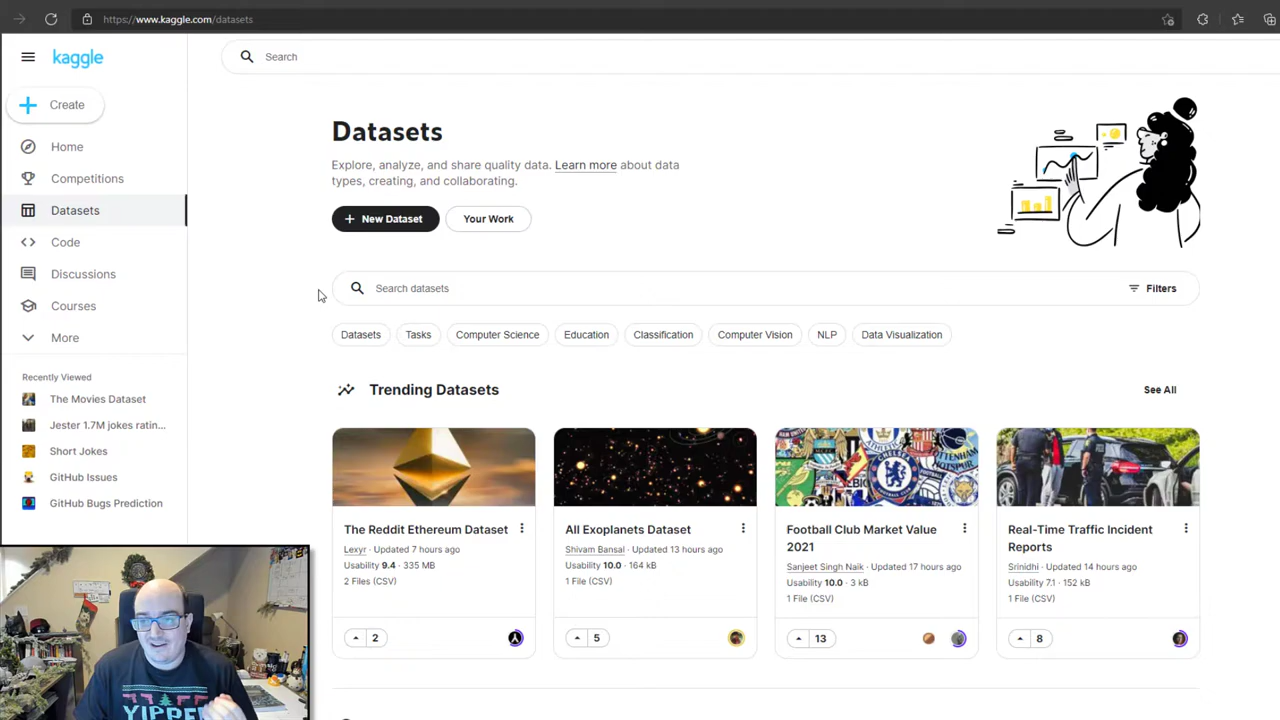 https://www.kaggle.com/datasets
kaggle
Search
Create
Home
Competitions
Datasets
Code
Discussions
Courses
More
Recently Viewed
The Movies Dataset
Jester 1.7M jokes ratin...
Short Jokes
GitHub Issues
GitHub Bugs Prediction
Datasets
Explore, analyze, and share quality data. Learn more about data
types, creating, and collaborating.
New Dataset
Your Work
Search datasets
Filters
Datasets
Tasks
Computer Science
Education
Classification
Computer Vision
NLP
Data Visualization
Trending Datasets
See All
The Reddit Ethereum Dataset
Lexyr · Updated 7 hours ago
Usability 9.4 · 335 MB
2 Files (CSV)
2
All Exoplanets Dataset
Shivam Bansal · Updated 13 hours ago
Usability 10.0 · 164 kB
1 File (CSV)
5
CHELSEA
TOTTENHAM
HOTSPUR
Football Club Market Value
2021
Sanjeet Singh Naik · Updated 17 hours ago
Usability 10.0 · 3 kB
1 File (CSV)
13
Real-Time Traffic Incident
Reports
Srinidhi · Updated 14 hours ago
Usability 7.1 · 152 kB
1 File (CSV)
8